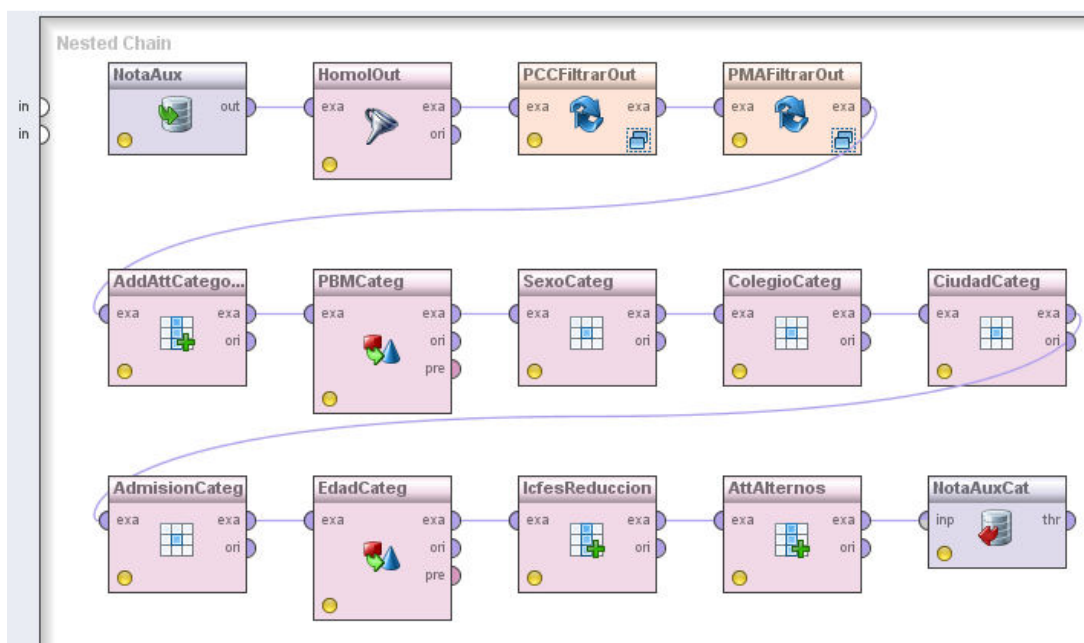 Nested Chain
NotaAux
HomolOut
PCCFiltrarOut
PMAFiltrarOut
in
in
out
exa
exa
ori
exa
exa
exa
exa
AddAttCatego...
PBMCateg
SexoCateg
ColegioCateg
CiudadCateg
exa
exa
ori
exa
exa
ori
pre
exa
exa
ori
exa
exa
ori
exa
exa
ori
AdmisionCateg
EdadCateg
IcfesReduccion
AttAlternos
NotaAuxCat
exa
exa
ori
exa
exa
ori
pre
exa
exa
ori
exa
exa
ori
inp
thr